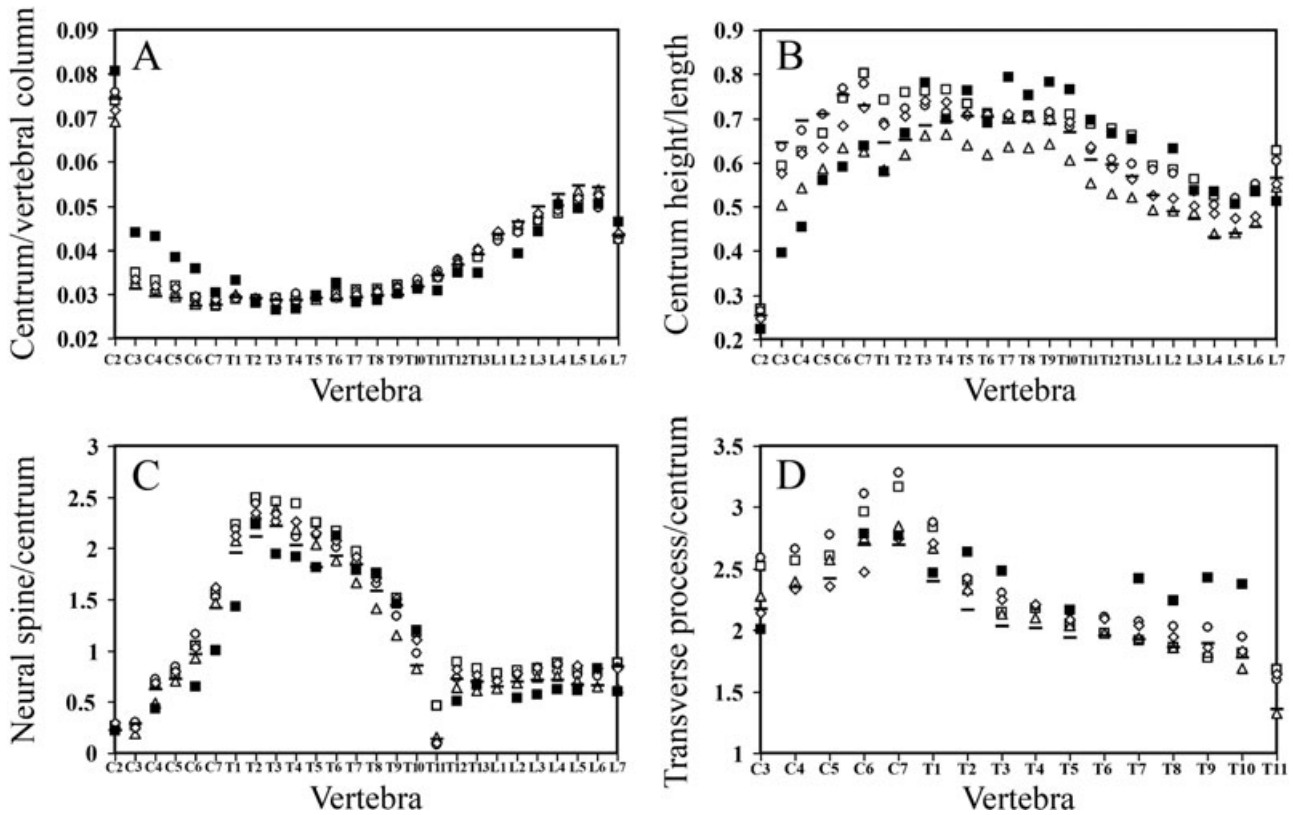 A
Centrum/vertebral column
0.09
0.08
0.07
0.06
0.05
0.04
0.03
0.02
C2 C3 C4 C5 C6 C7 T1 T2 T3 T4 T5 T6 T7 T8 T9 T10 T11 T12 T13 L1 L2 L3 L4 L5 L6 L7
Vertebra
B
Centrum height/length
0.9
0.8
0.7
0.6
0.5
0.4
0.3
0.2
C2 C3 C4 C5 C6 C7 T1 T2 T3 T4 T5 T6 T7 T8 T9 T10 T11 T12 T13 L1 L2 L3 L4 L5 L6 L7
Vertebra
C
Neural spine/centrum
3
2.5
2
1.5
1
0.5
0
C2 C3 C4 C5 C6 C7 T1 T2 T3 T4 T5 T6 T7 T8 T9 T10 T11 T12 T13 L1 L2 L3 L4 L5 L6 L7
Vertebra
D
Transverse process/centrum
3.5
3
2.5
2
1.5
1
C3 C4 C5 C6 C7 T1 T2 T3 T4 T5 T6 T7 T8 T9 T10 T11
Vertebra